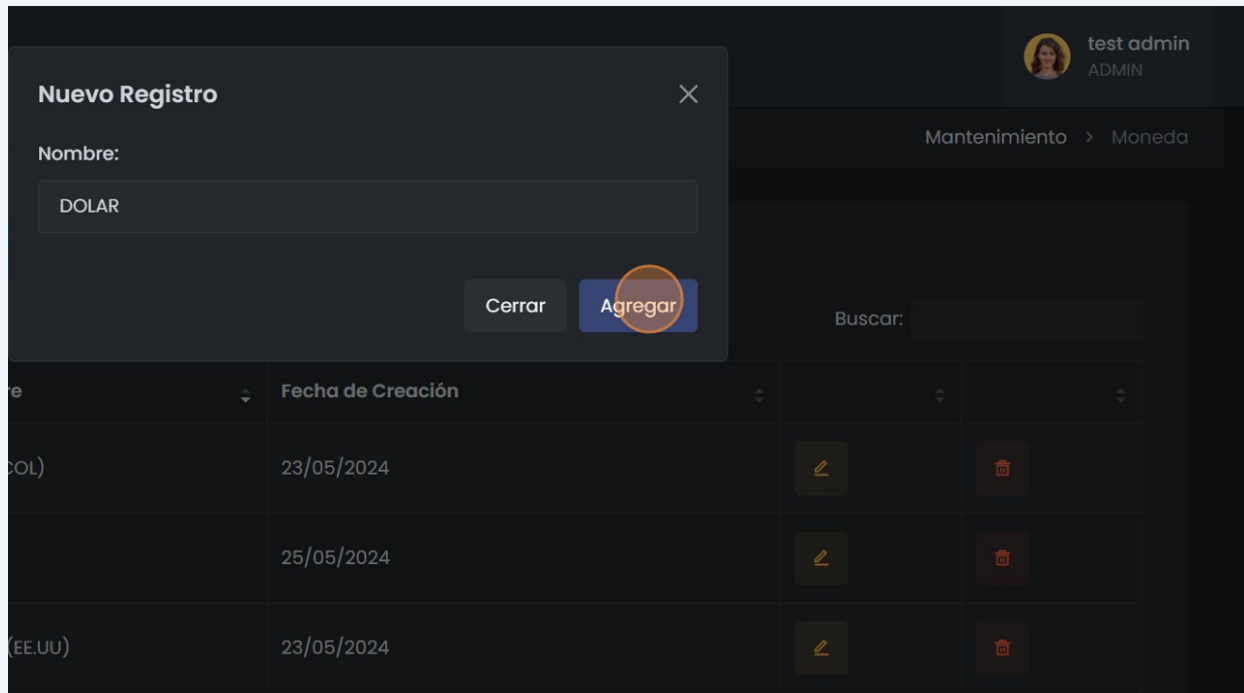 test admin
ADMIN
Nuevo Registro
Mantenimiento > Moneda
Nombre:
DOLAR
Cerrar Agregar
Buscar:
re Fecha de Creación
COL) 23/05/2024
25/05/2024
(EE.UU) 23/05/2024